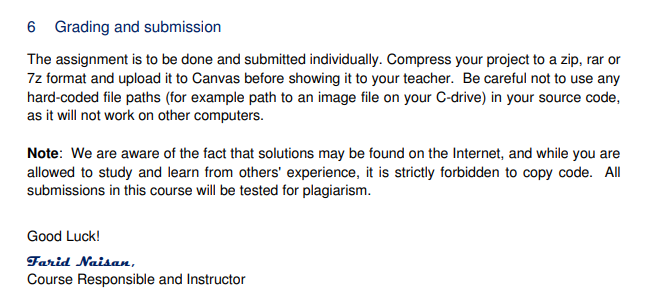 6 Grading and submission
The assignment is to be done and submitted individually. Compress your project to a zip, rar or
7z format and upload it to Canvas before showing it to your teacher. Be careful not to use any
hard-coded file paths (for example path to an image file on your C-drive) in your source code,
as it will not work on other computers.
Note: We are aware of the fact that solutions may be found on the Internet, and while you are
allowed to study and learn from others' experience, it is strictly forbidden to copy code. All
submissions in this course will be tested for plagiarism.
Good Luck!
Farid Naisan,
Course Responsible and Instructor